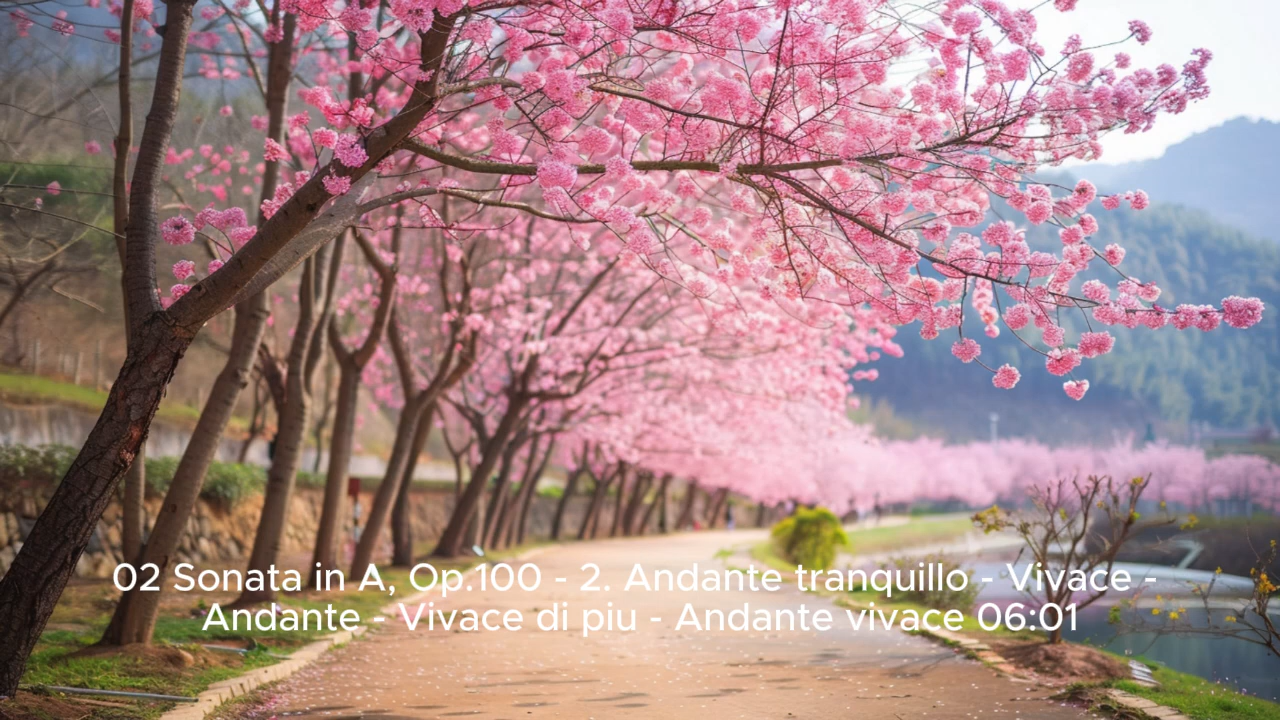 02 Sonata in A, Op.100 - 2. Andante tranquillo - Vivace -
Andante - Vivace di piu - Andante vivace 06:01